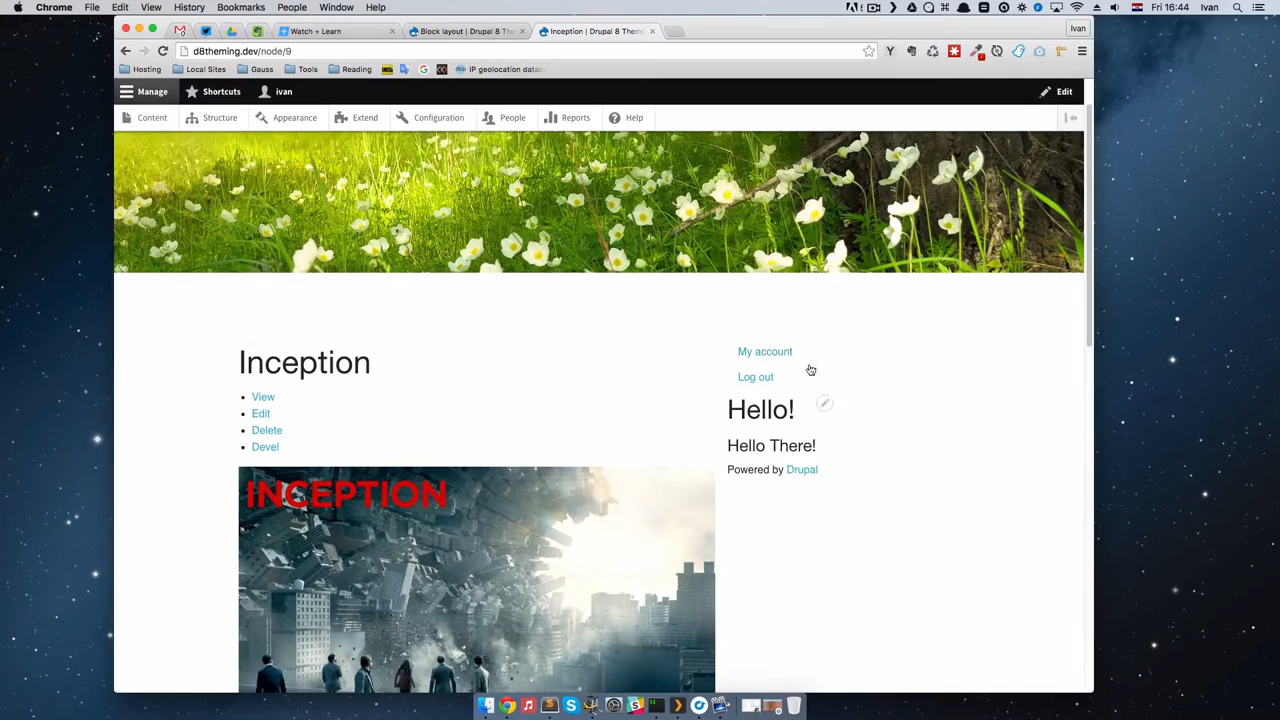 Chrome File Edit View History Bookmarks People Window Help Fri 16:44 Ivan
Watch + Learn Block layout | Drupal 8 The Inception | Drupal 8 Them Ivan
d8theming.dev/node/9
Hosting Local Sites Gauss Tools Reading IP geolocation datab
Manage Shortcuts ivan Edit
Content Structure Appearance Extend Configuration People Reports Help
Inception
View
Edit
Delete
Devel
INCEPTION
My account
Log out
Hello!
Hello There!
Powered by Drupal